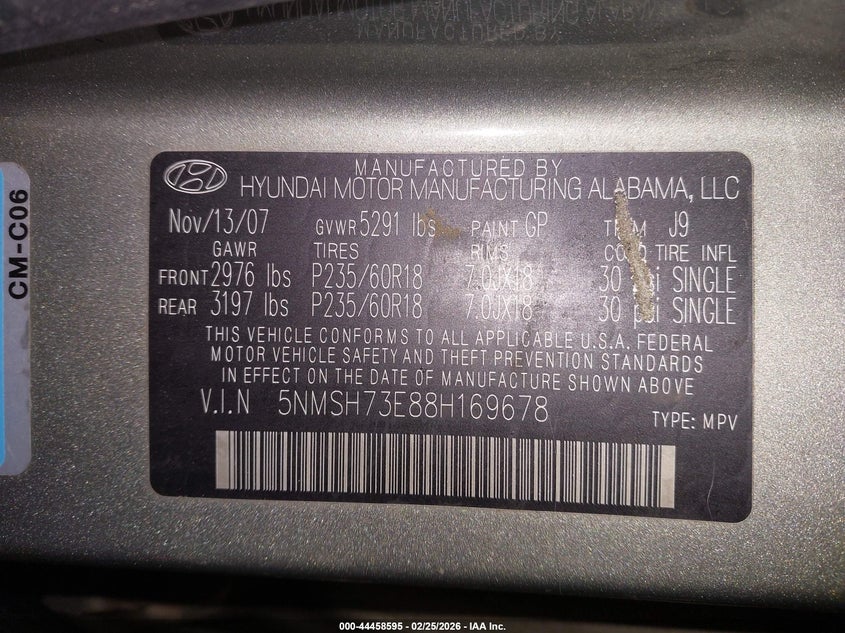 MANUFACTURED BY
HYUNDAI MOTOR MANUFACTURING ALABAMA, LLC
Nov/13/07 GVWR 5291 lbs PAINT GP TRIM J9
GAWR TIRES RIMS COLD TIRE INFL
FRONT 2976 lbs P235/60R18 7.0JX18 30 psi SINGLE
REAR 3197 lbs P235/60R18 7.0JX18 30 psi SINGLE
THIS VEHICLE CONFORMS TO ALL APPLICABLE U.S.A. FEDERAL
MOTOR VEHICLE SAFETY AND THEFT PREVENTION STANDARDS
IN EFFECT ON THE DATE OF MANUFACTURE SHOWN ABOVE
V.I.N 5NMSH73E88H169678 TYPE: MPV
CM-C06
000-44458595 - 02/25/2026 - IAA Inc.